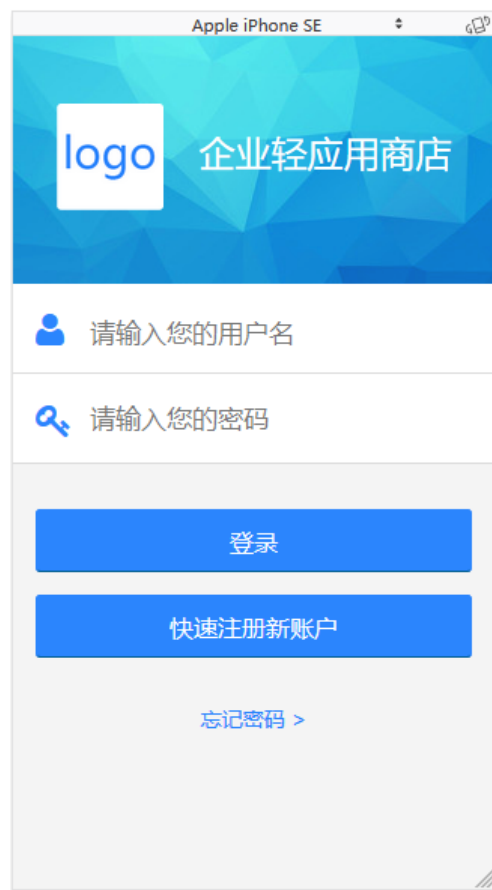 Apple iPhone SE
logo
企业轻应用商店
请输入您的用户名
请输入您的密码
登录
快速注册新账户
忘记密码 >